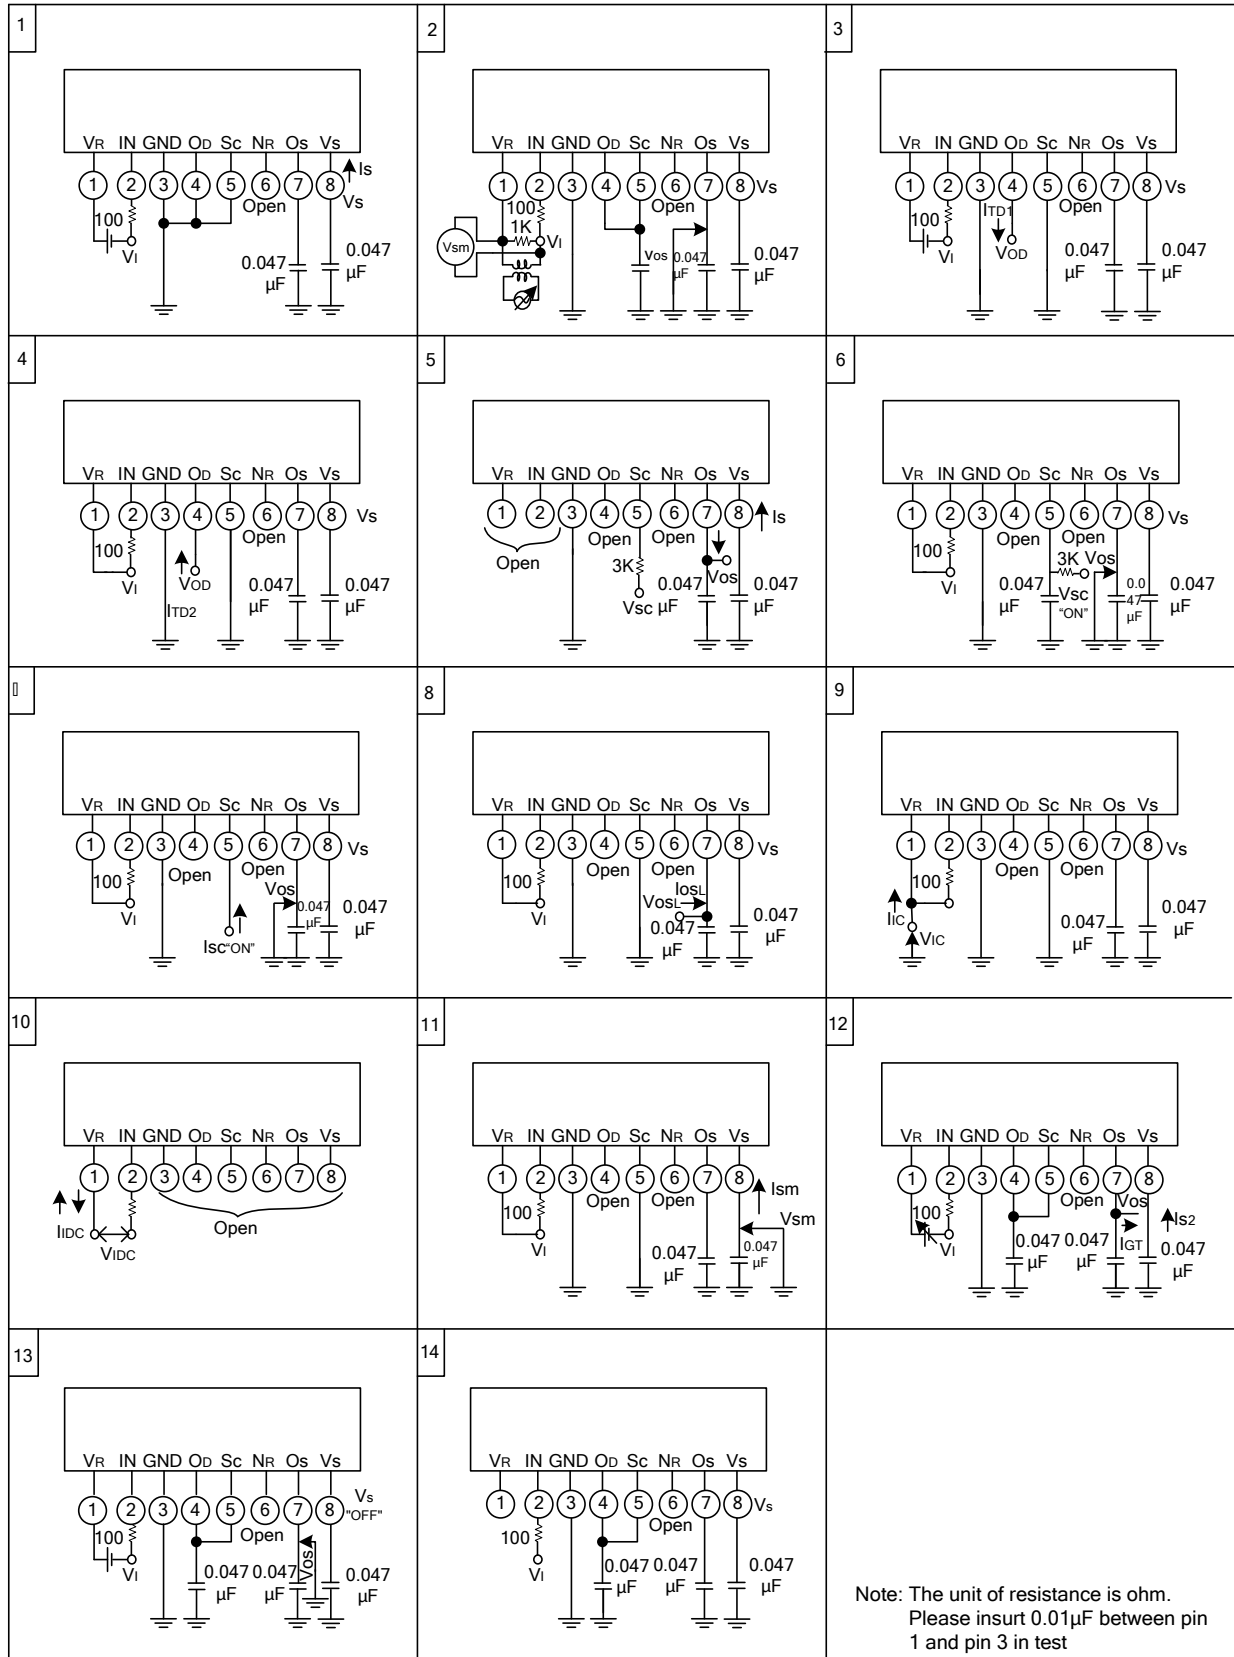 1
VR IN GND OD Sc NR Os Vs
1 2 3 4 5 6 7 8 Is
Open Vs
100
VI
0.047 µF
0.047 µF
2
VR IN GND OD Sc NR Os Vs
1 2 3 4 5 6 7 8 Vs
100 Open
1K
Vsm VI
Vos 0.047 µF
0.047 µF
3
VR IN GND OD Sc NR Os Vs
1 2 3 4 5 6 7 8 Vs
100 ITD1 Open
VI VOD
0.047 µF
0.047 µF
4
VR IN GND OD Sc NR Os Vs
1 2 3 4 5 6 7 8 Vs
100 Open
VI VOD
ITD2
0.047 µF
0.047 µF
5
VR IN GND OD Sc NR Os Vs
1 2 3 4 5 6 7 8 Is
Open Open Open
3K Vos
Vsc
0.047 µF
0.047 µF
6
VR IN GND OD Sc NR Os Vs
1 2 3 4 5 6 7 8 Vs
Open Open
100 3K Vos
VI
0.047 µF
Vsc "ON"
0.0 47 µF
0.047 µF
VR IN GND OD Sc NR Os Vs
1 2 3 4 5 6 7 8 Vs
Open Open
100 Vos
VI
Isc"ON"
0.047 µF
0.047 µF
8
VR IN GND OD Sc NR Os Vs
1 2 3 4 5 6 7 8 Vs
Open Open
100 IosL
VI VosL
0.047 µF
0.047 µF
9
VR IN GND OD Sc NR Os Vs
1 2 3 4 5 6 7 8 Vs
Open Open
100
IIC
VIC
0.047 µF
0.047 µF
10
VR IN GND OD Sc NR Os Vs
1 2 3 4 5 6 7 8
Open
IIDC
VIDC
11
VR IN GND OD Sc NR Os Vs
1 2 3 4 5 6 7 8 Ism
Open Open
100 Vsm
VI
0.047 µF
0.047 µF
12
VR IN GND OD Sc NR Os Vs
1 2 3 4 5 6 7 8
Open Vos
100 Is2
VI IGT
0.047 µF
0.047 µF
0.047 µF
13
VR IN GND OD Sc NR Os Vs
1 2 3 4 5 6 7 8 Vs "OFF"
100 Open
VI Vos
0.047 µF
0.047 µF
0.047 µF
14
VR IN GND OD Sc NR Os Vs
1 2 3 4 5 6 7 8 Vs
100 Open
VI
0.047 µF
0.047 µF
0.047 µF
Note: The unit of resistance is ohm.
Please insurt 0.01µF between pin
1 and pin 3 in test